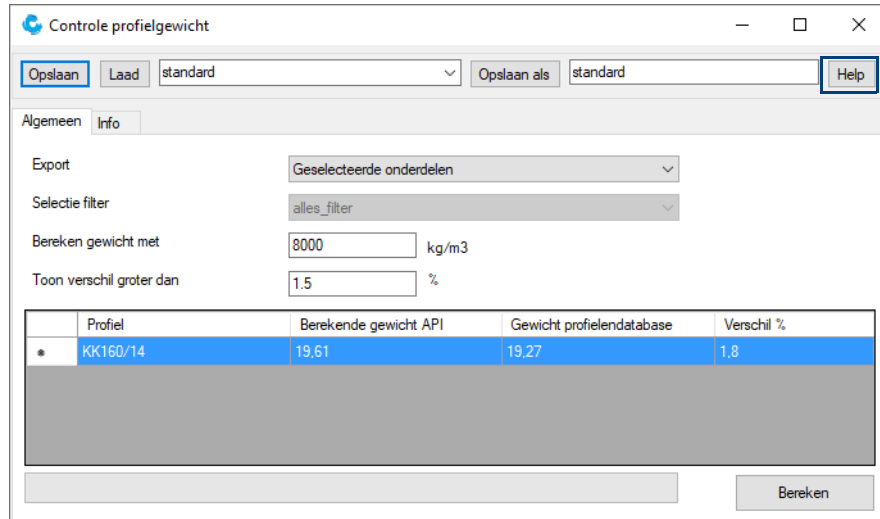 Controle profielgewicht
Opslaan Laad standard Opslaan als standard Help
Algemeen Info
Export Geselecteerde onderdelen
Selectie filter alles_filter
Bereken gewicht met 8000 kg/m3
Toon verschil groter dan 1.5 %
Profiel Berekende gewicht API Gewicht profielendatabase Verschil %
KK160/14 19,61 19,27 1,8
Bereken